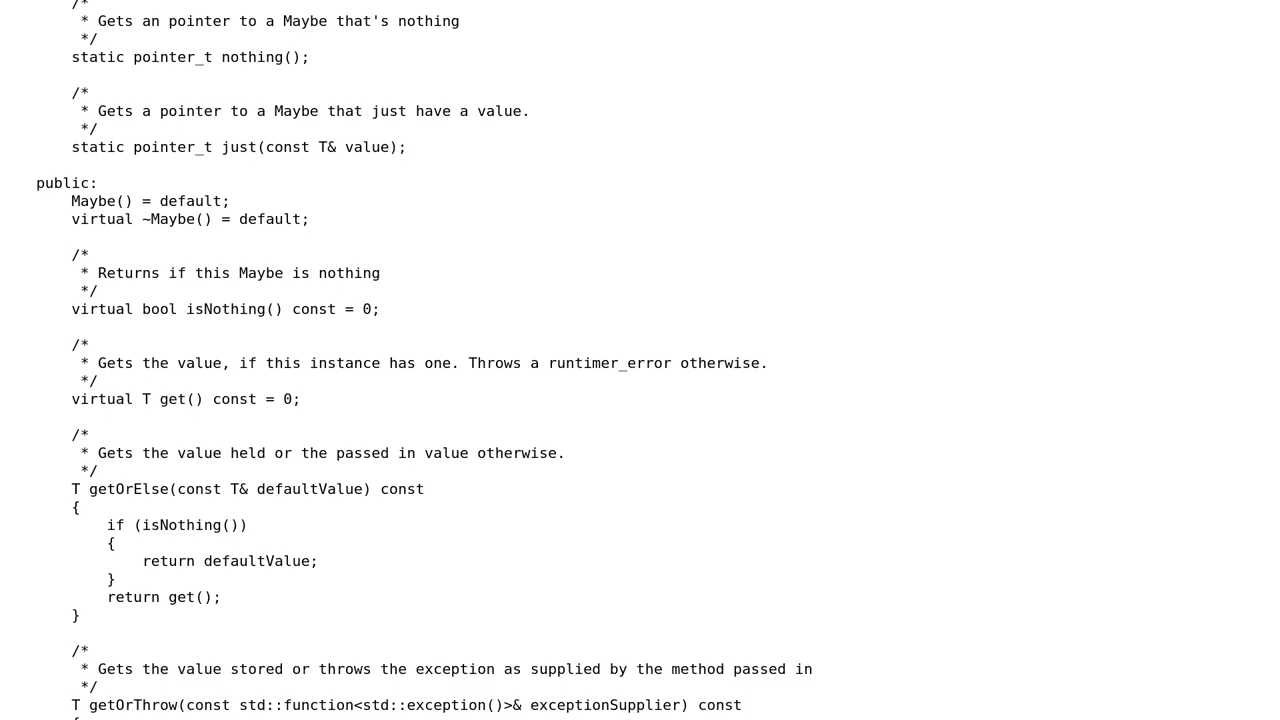 /*
 * Gets an pointer to a Maybe that's nothing
 */
static pointer_t nothing();

/*
 * Gets a pointer to a Maybe that just have a value.
 */
static pointer_t just(const T& value);

public:
Maybe() = default;
virtual ~Maybe() = default;

/*
 * Returns if this Maybe is nothing
 */
virtual bool isNothing() const = 0;

/*
 * Gets the value, if this instance has one. Throws a runtimer_error otherwise.
 */
virtual T get() const = 0;

/*
 * Gets the value held or the passed in value otherwise.
 */
T getOrElse(const T& defaultValue) const
{
if (isNothing())
{
return defaultValue;
}
return get();
}

/*
 * Gets the value stored or throws the exception as supplied by the method passed in
 */
T getOrThrow(const std::function<std::exception()>& exceptionSupplier) const
{